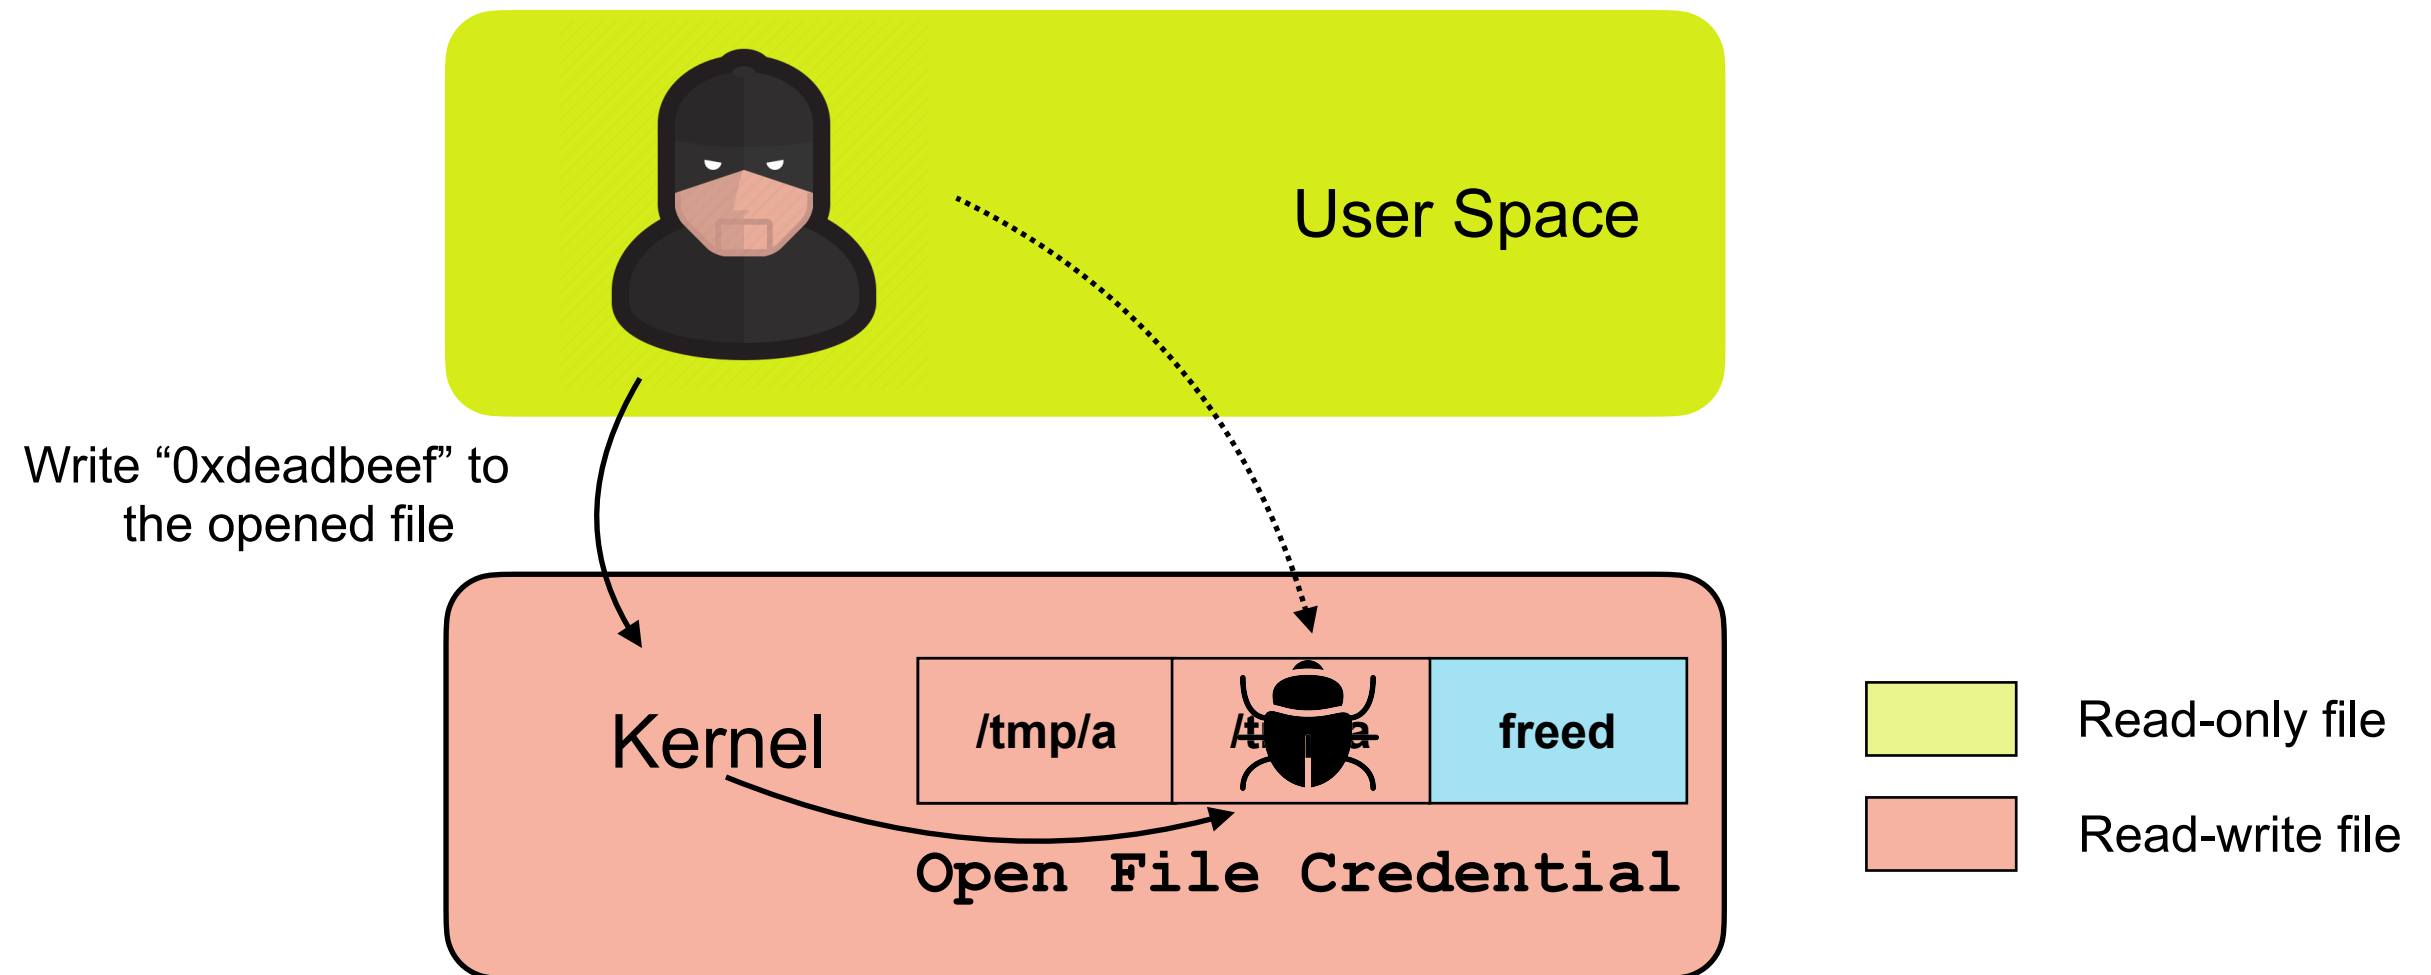 User Space
Write “0xdeadbeef” to
the opened file
Kernel
/tmp/a
freed
Open File Credential
Read-only file
Read-write file